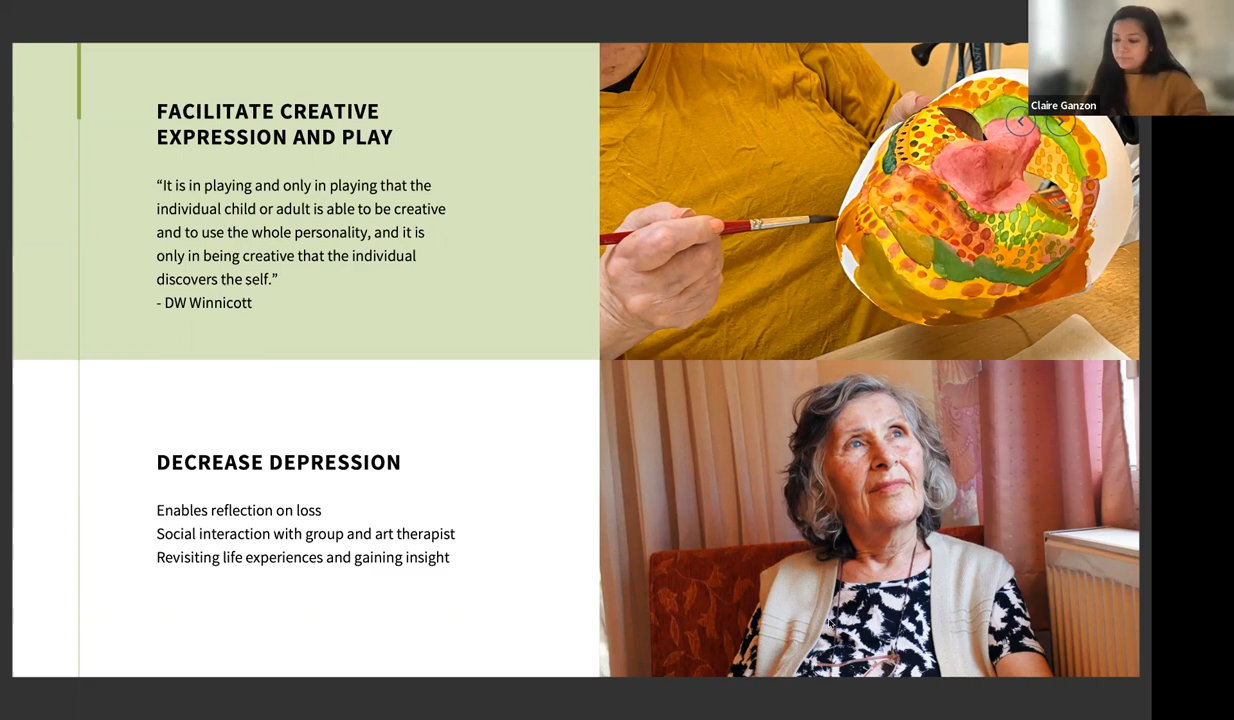 FACILITATE CREATIVE
EXPRESSION AND PLAY
“It is in playing and only in playing that the
individual child or adult is able to be creative
and to use the whole personality, and it is
only in being creative that the individual
discovers the self.”
- DW Winnicott
DECREASE DEPRESSION
Enables reflection on loss
Social interaction with group and art therapist
Revisiting life experiences and gaining insight
Claire Ganzon